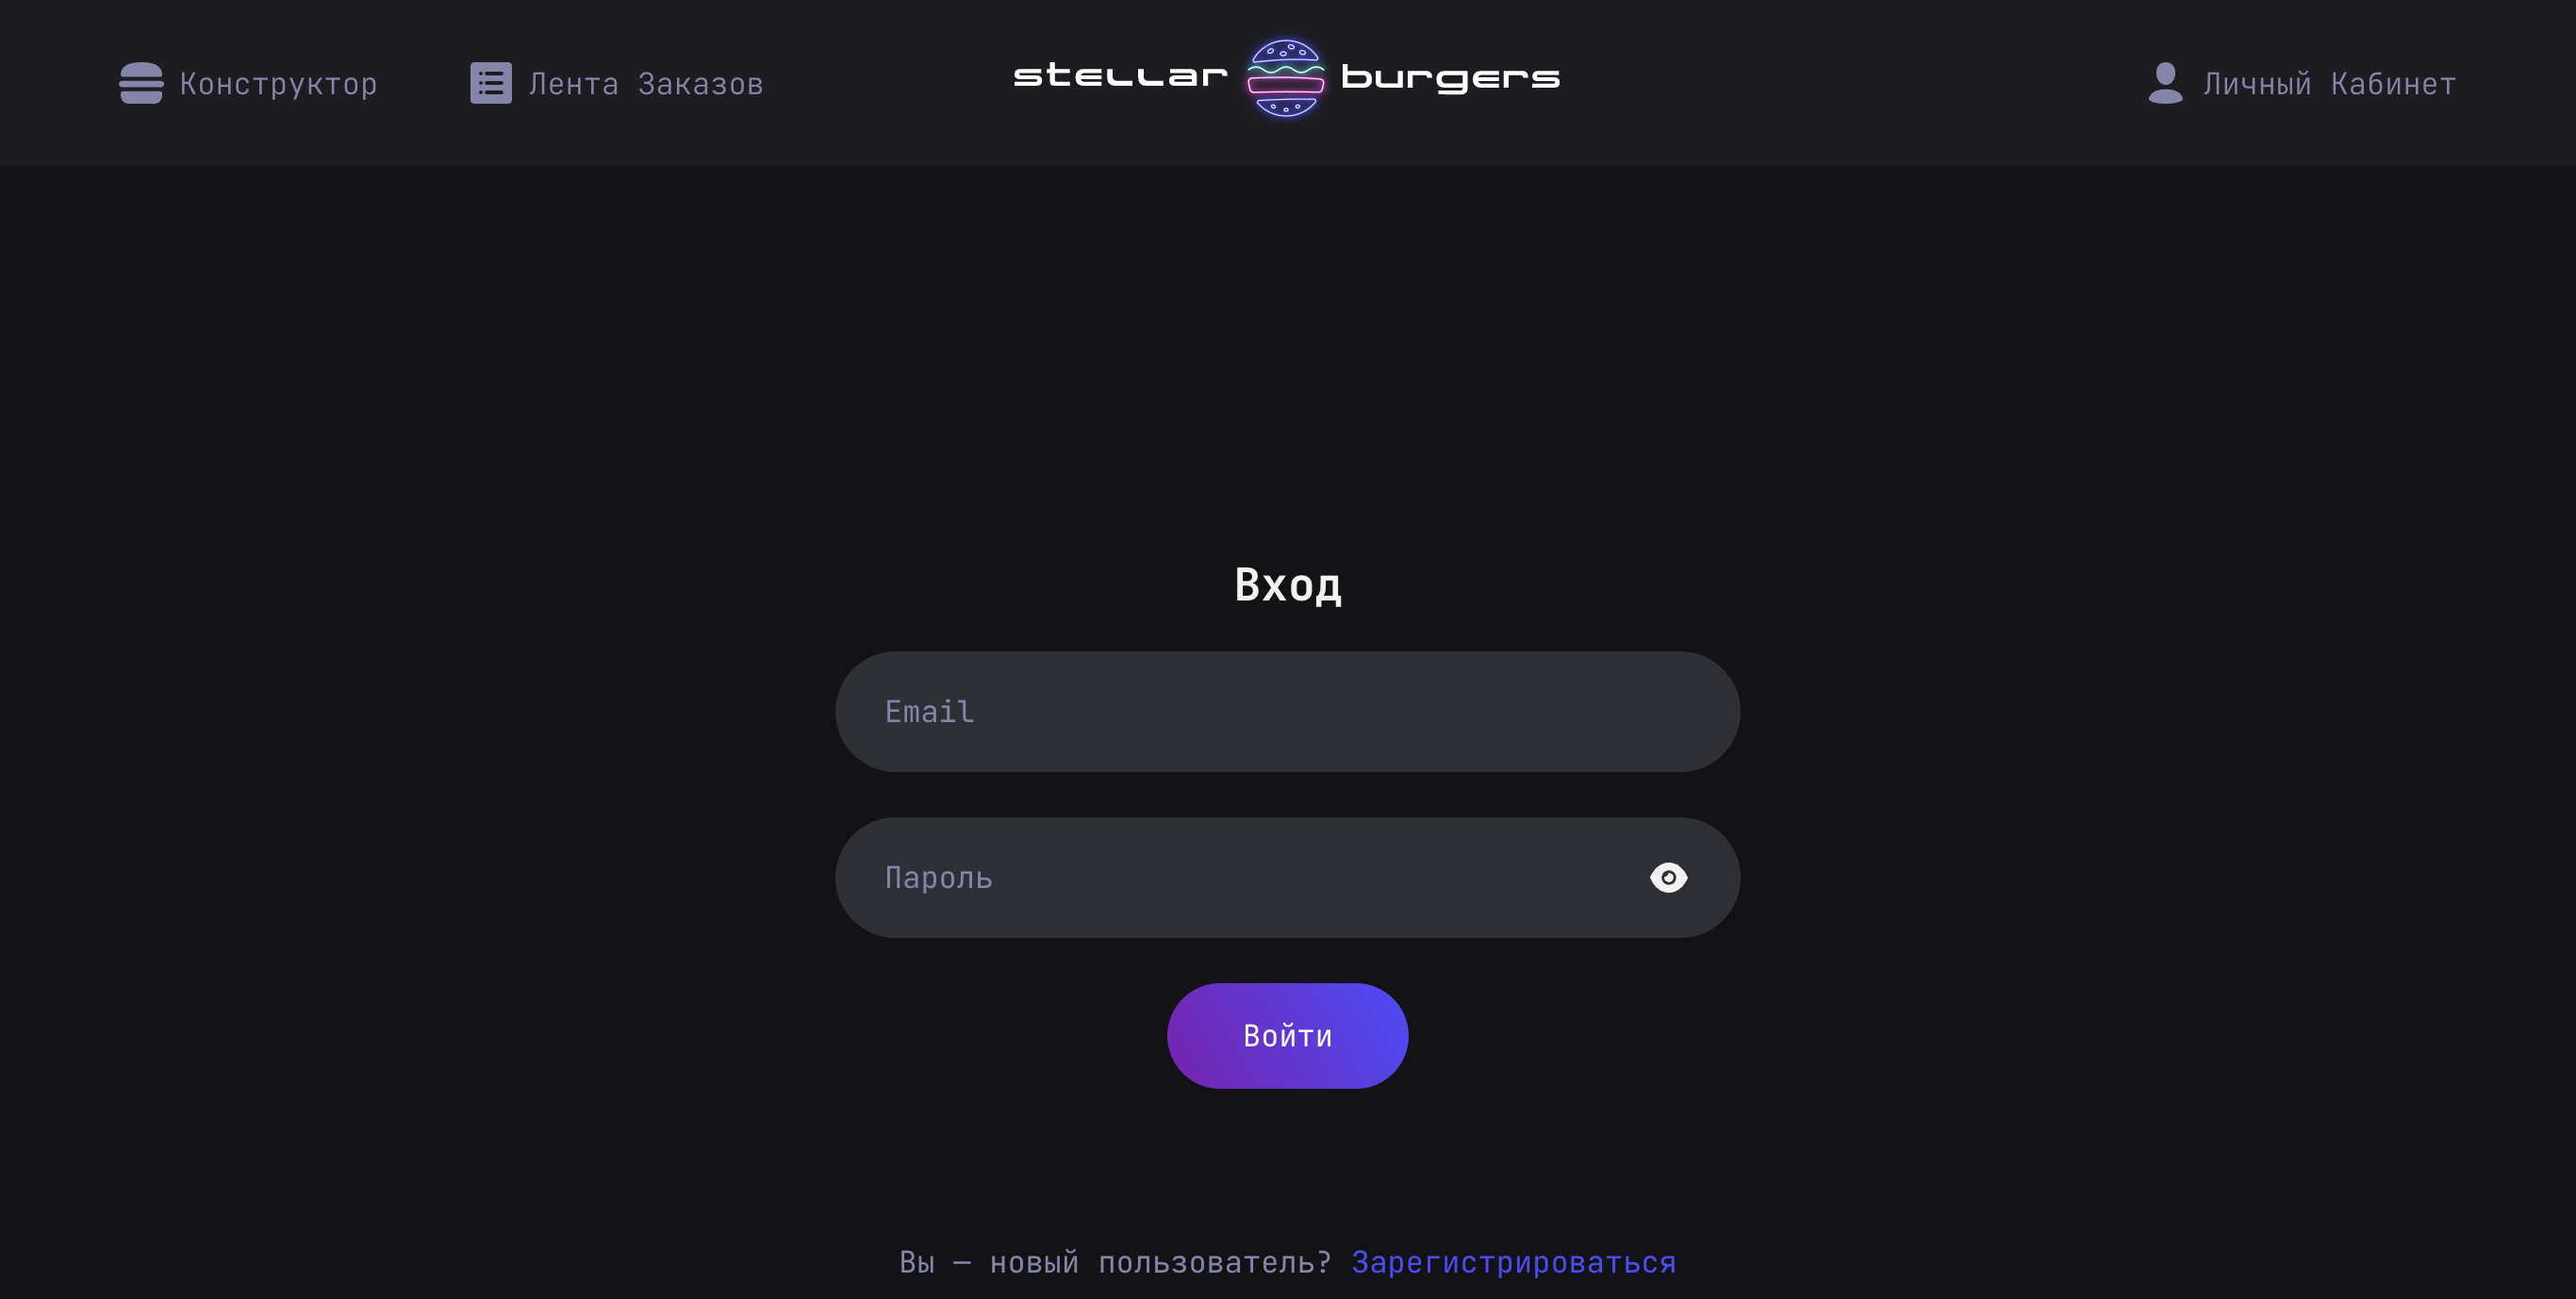 Конструктор
Лента Заказов
stellar burgers
Личный Кабинет
Вход
Email
Пароль
Войти
Вы — новый пользователь? Зарегистрироваться